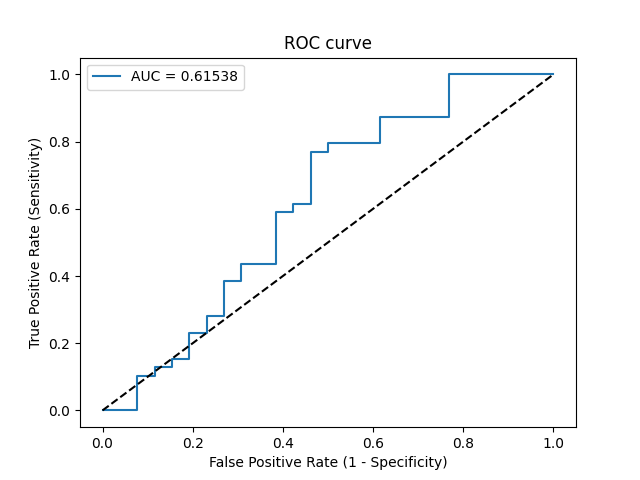 ROC curve
AUC = 0.61538
1.0
0.8
0.6
0.4
0.2
0.0
True Positive Rate (Sensitivity)
0.0 0.2 0.4 0.6 0.8 1.0
False Positive Rate (1 - Specificity)